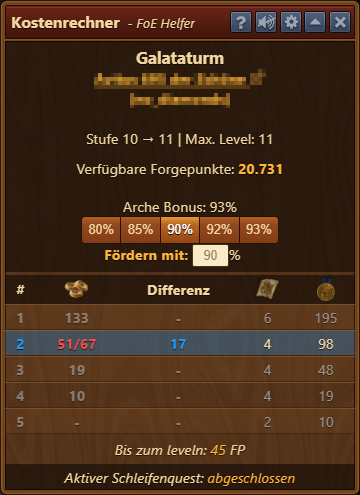 Kostenrechner - FoE Helfer ?
Galataturm
Stufe 10 → 11 | Max. Level: 11
Verfügbare Forgepunkte: 20.731
Arche Bonus: 93%
80% 85% 90% 92% 93%
Fördern mit: 90 %
# Differenz
1 133 - 6 195
2 51/67 17 4 98
3 19 - 4 48
4 10 - 4 19
5 - - 2 10
Bis zum leveln: 45 FP
Aktiver Schleifenquest: abgeschlossen